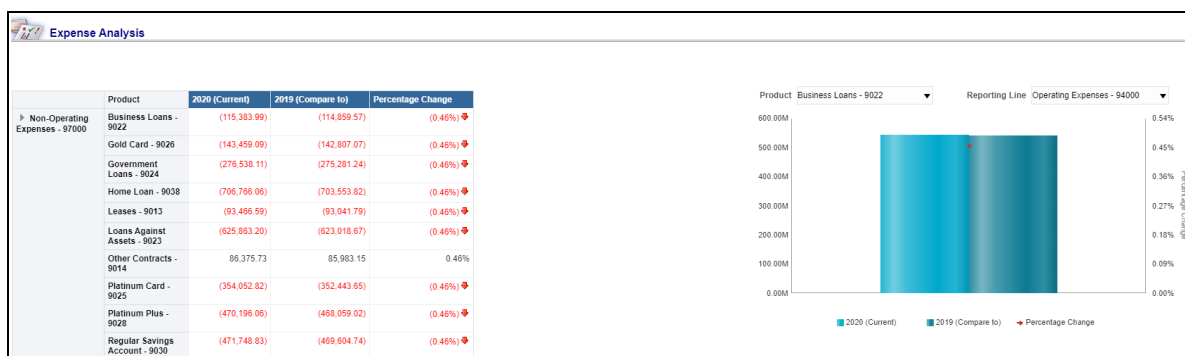 Expense Analysis
Product 2020 (Current) 2019 (Compare to) Percentage Change
Non-Operating
Expenses - 97000
Business Loans -
9022
(115,383.99) (114,859.57) (0.46%)
Gold Card - 9026 (143,459.09) (142,807.07) (0.46%)
Government
Loans - 9024
(276,538.11) (275,281.24) (0.46%)
Home Loan - 9038 (706,766.06) (703,553.82) (0.46%)
Leases - 9013 (93,466.59) (93,041.79) (0.46%)
Loans Against
Assets - 9023
(625,863.20) (623,018.67) (0.46%)
Other Contracts -
9014
86,375.73 85,983.15 0.46%
Platinum Card -
9025
(354,052.82) (352,443.65) (0.46%)
Platinum Plus -
9028
(470,196.06) (468,059.02) (0.46%)
Regular Savings
Account - 9030
(471,748.83) (469,604.74) (0.46%)
Product Business Loans - 9022 Reporting Line Operating Expenses - 94000
600.00M 0.54%
500.00M 0.45%
400.00M 0.36%
300.00M 0.27%
200.00M 0.18%
100.00M 0.09%
0.00M 0.00%
Percentage Change
2020 (Current) 2019 (Compare to) Percentage Change